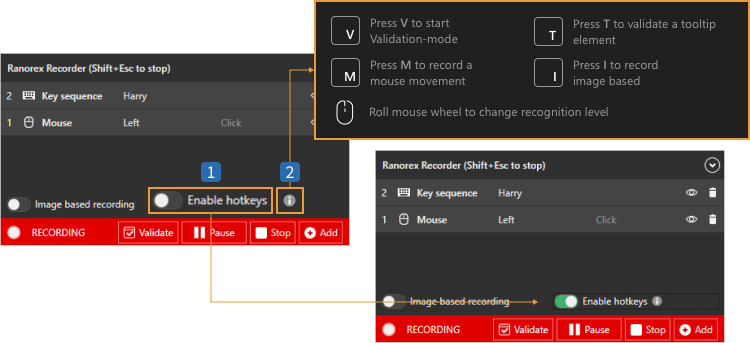 V
Press V to start
Validation-mode
T
Press T to validate a tooltip
element
M
Press M to record a
mouse movement
I
Press I to record
image based
Roll mouse wheel to change recognition level
Ranorex Recorder (Shift+Esc to stop)
2 Key sequence Harry
1 Mouse Left Click
1
2
Image based recording Enable hotkeys
RECORDING Validate Pause Stop Add
Ranorex Recorder (Shift+Esc to stop)
2 Key sequence Harry
1 Mouse Left Click
Image based recording Enable hotkeys
RECORDING Validate Pause Stop Add